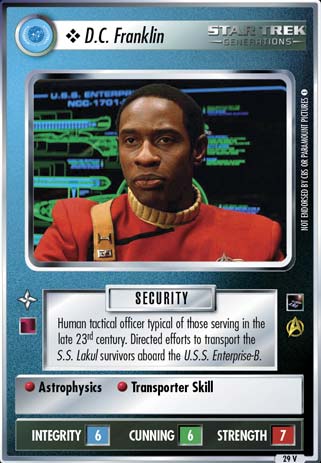 ❖ D.C. Franklin
STAR TREK
GENERATIONS
U.S.S. ENTERP
NCC-1701-
NOT ENDORSED BY CBS OR PARAMOUNT PICTURES
SECURITY
Human tactical officer typical of those serving in the
late 23rd century. Directed efforts to transport the
S.S. Lakul survivors aboard the U.S.S. Enterprise-B.
Astrophysics Transporter Skill
INTEGRITY 6 CUNNING 6 STRENGTH 7
29 V